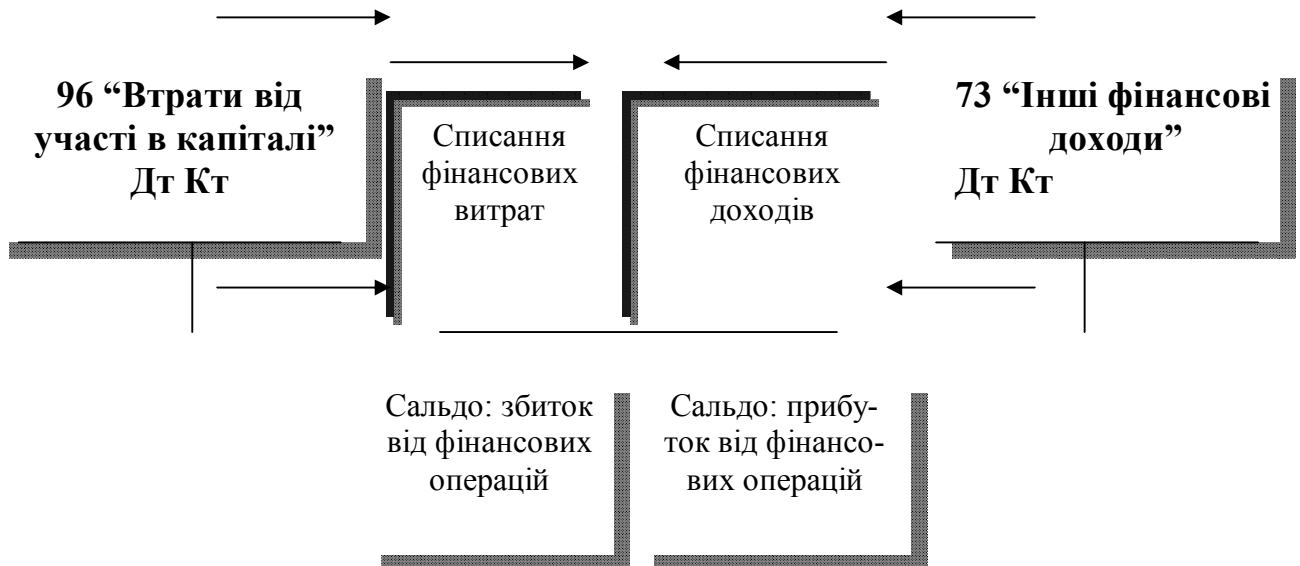 96 “Втрати від
участі в капіталі”
Дт Кт
Списання
фінансових
витрат
Списання
фінансових
доходів
73 “Інші фінансові
доходи”
Дт Кт
Сальдо: збиток
від фінансових
операцій
Сальдо: прибу-
ток від фінансо-
вих операцій